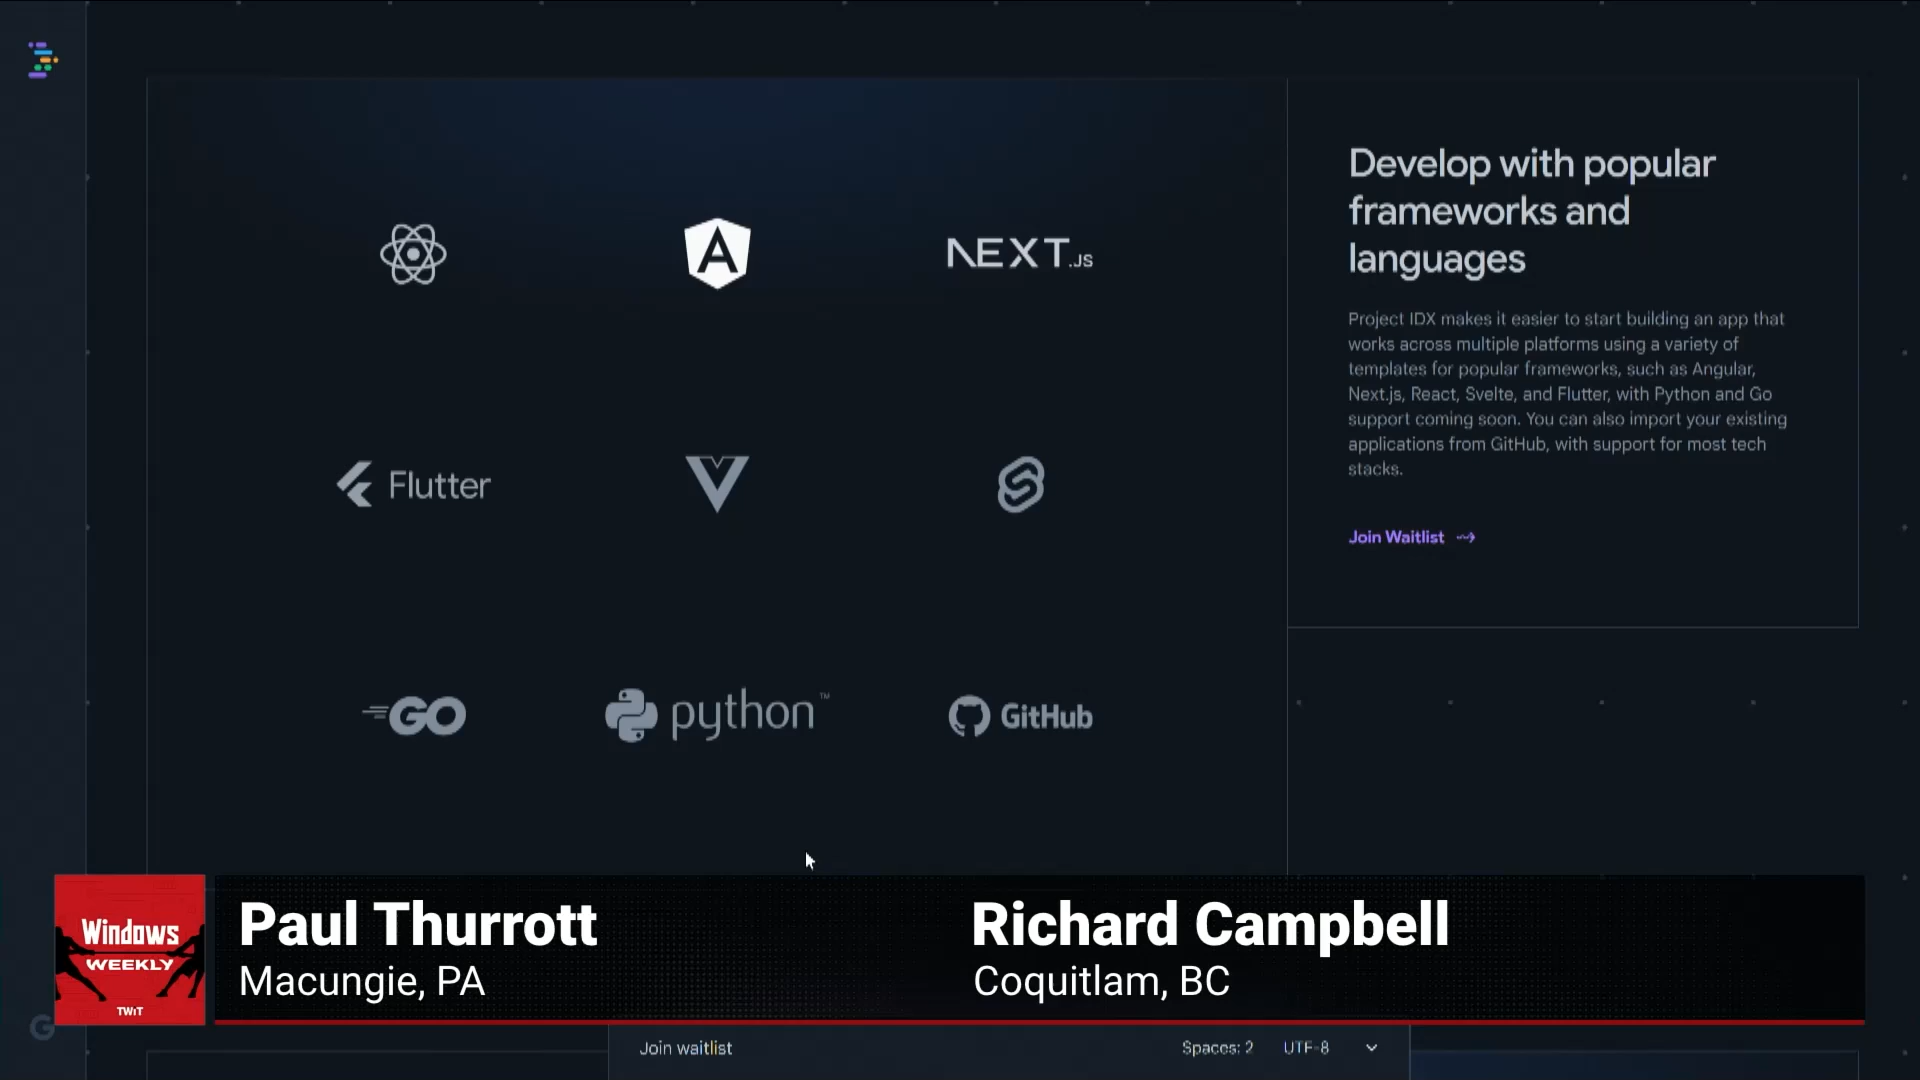 NEXT.JS
Flutter
GO
python™
GitHub
Develop with popular
frameworks and
languages
Project IDX makes it easier to start building an app that
works across multiple platforms using a variety of
templates for popular frameworks, such as Angular,
Next.js, React, Svelte, and Flutter, with Python and Go
support coming soon. You can also import your existing
applications from GitHub, with support for most tech
stacks.
Join Waitlist
Windows
WEEKLY
TWiT
Paul Thurrott
Macungie, PA
Richard Campbell
Coquitlam, BC
Join waitlist
Spaces: 2
UTF-8